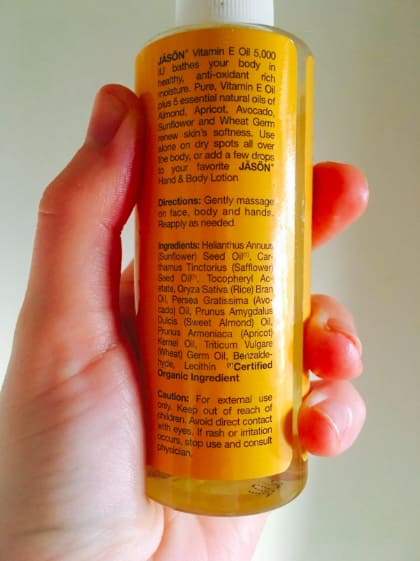 JĀSÖN® Vitamin E Oil 5,000
IU bathes your body in
healthy, anti-oxidant rich
moisture. Pure, Vitamin E Oil
plus 5 essential natural oils of
Almond, Apricot, Avocado,
Sunflower and Wheat Germ
renew skin's softness. Use
alone on dry spots all over
the body, or add a few drops
to your favorite JĀSÖN®
Hand & Body Lotion
Directions: Gently massage
on face, body and hands.
Reapply as needed.
Ingredients: Helianthus Annuus
(Sunflower) Seed Oil(*), Car-
thamus Tinctorius (Safflower)
Seed Oil(*), Tocopheryl Ac-
etate, Oryza Sativa (Rice) Bran
Oil, Persea Gratissima (Avo-
cado) Oil, Prunus Amygdalus
Dulcis (Sweet Almond) Oil,
Prunus Armeniaca (Apricot)
Kernel Oil, Triticum Vulgare
(Wheat) Germ Oil, Benzalde-
hyde, Lecithin (*)Certified
Organic Ingredient
Caution: For external use
only. Keep out of reach of
children. Avoid direct contact
with eyes. If rash or irritation
occurs, stop use and consult
physician.